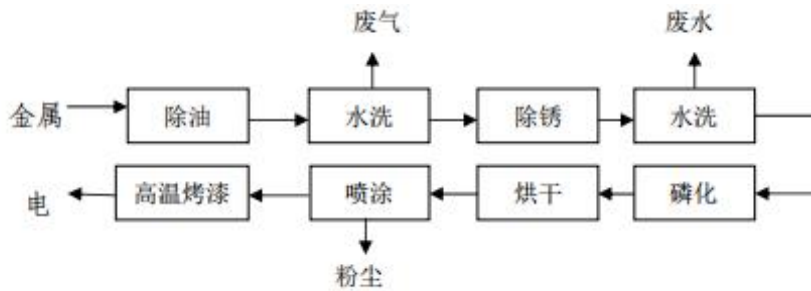 废气 废水
金属 除油 水洗 除锈 水洗
电 高温烤漆 喷涂 烘干 磷化
粉尘